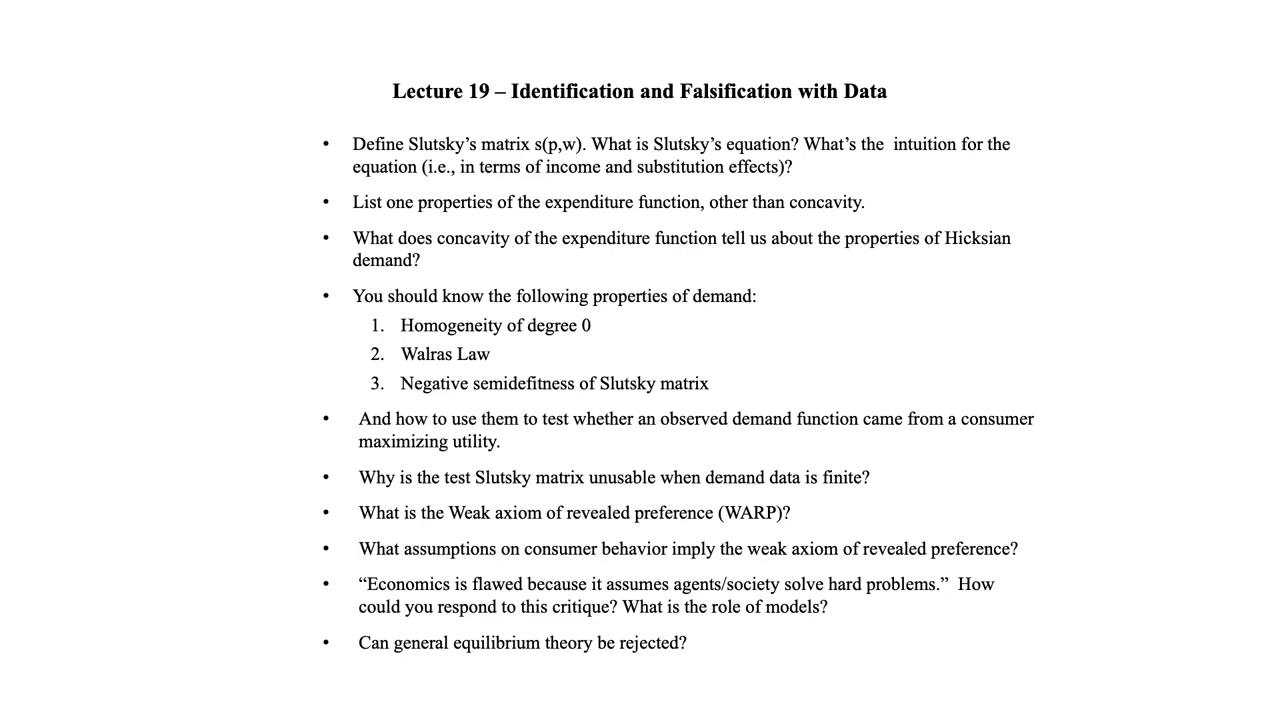 Lecture 19 – Identification and Falsification with Data
• Define Slutsky’s matrix s(p,w). What is Slutsky’s equation? What’s the intuition for the
equation (i.e., in terms of income and substitution effects)?
• List one properties of the expenditure function, other than concavity.
• What does concavity of the expenditure function tell us about the properties of Hicksian
demand?
• You should know the following properties of demand:
1. Homogeneity of degree 0
2. Walras Law
3. Negative semidefitness of Slutsky matrix
• And how to use them to test whether an observed demand function came from a consumer
maximizing utility.
• Why is the test Slutsky matrix unusable when demand data is finite?
• What is the Weak axiom of revealed preference (WARP)?
• What assumptions on consumer behavior imply the weak axiom of revealed preference?
• “Economics is flawed because it assumes agents/society solve hard problems.” How
could you respond to this critique? What is the role of models?
• Can general equilibrium theory be rejected?